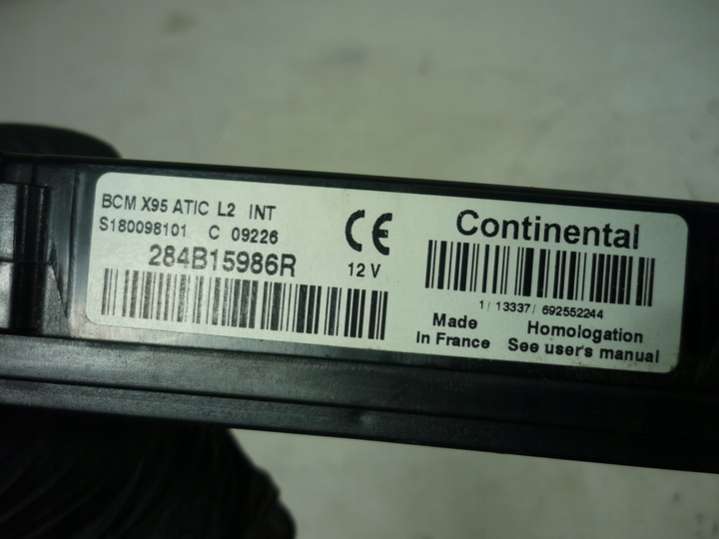 BCM X95 ATIC L2 INT
S180098101 C 09226
284B15986R
CE
12 V
Continental
1/ 13337/ 692552244
Made
In France
Homologation
See user's manual